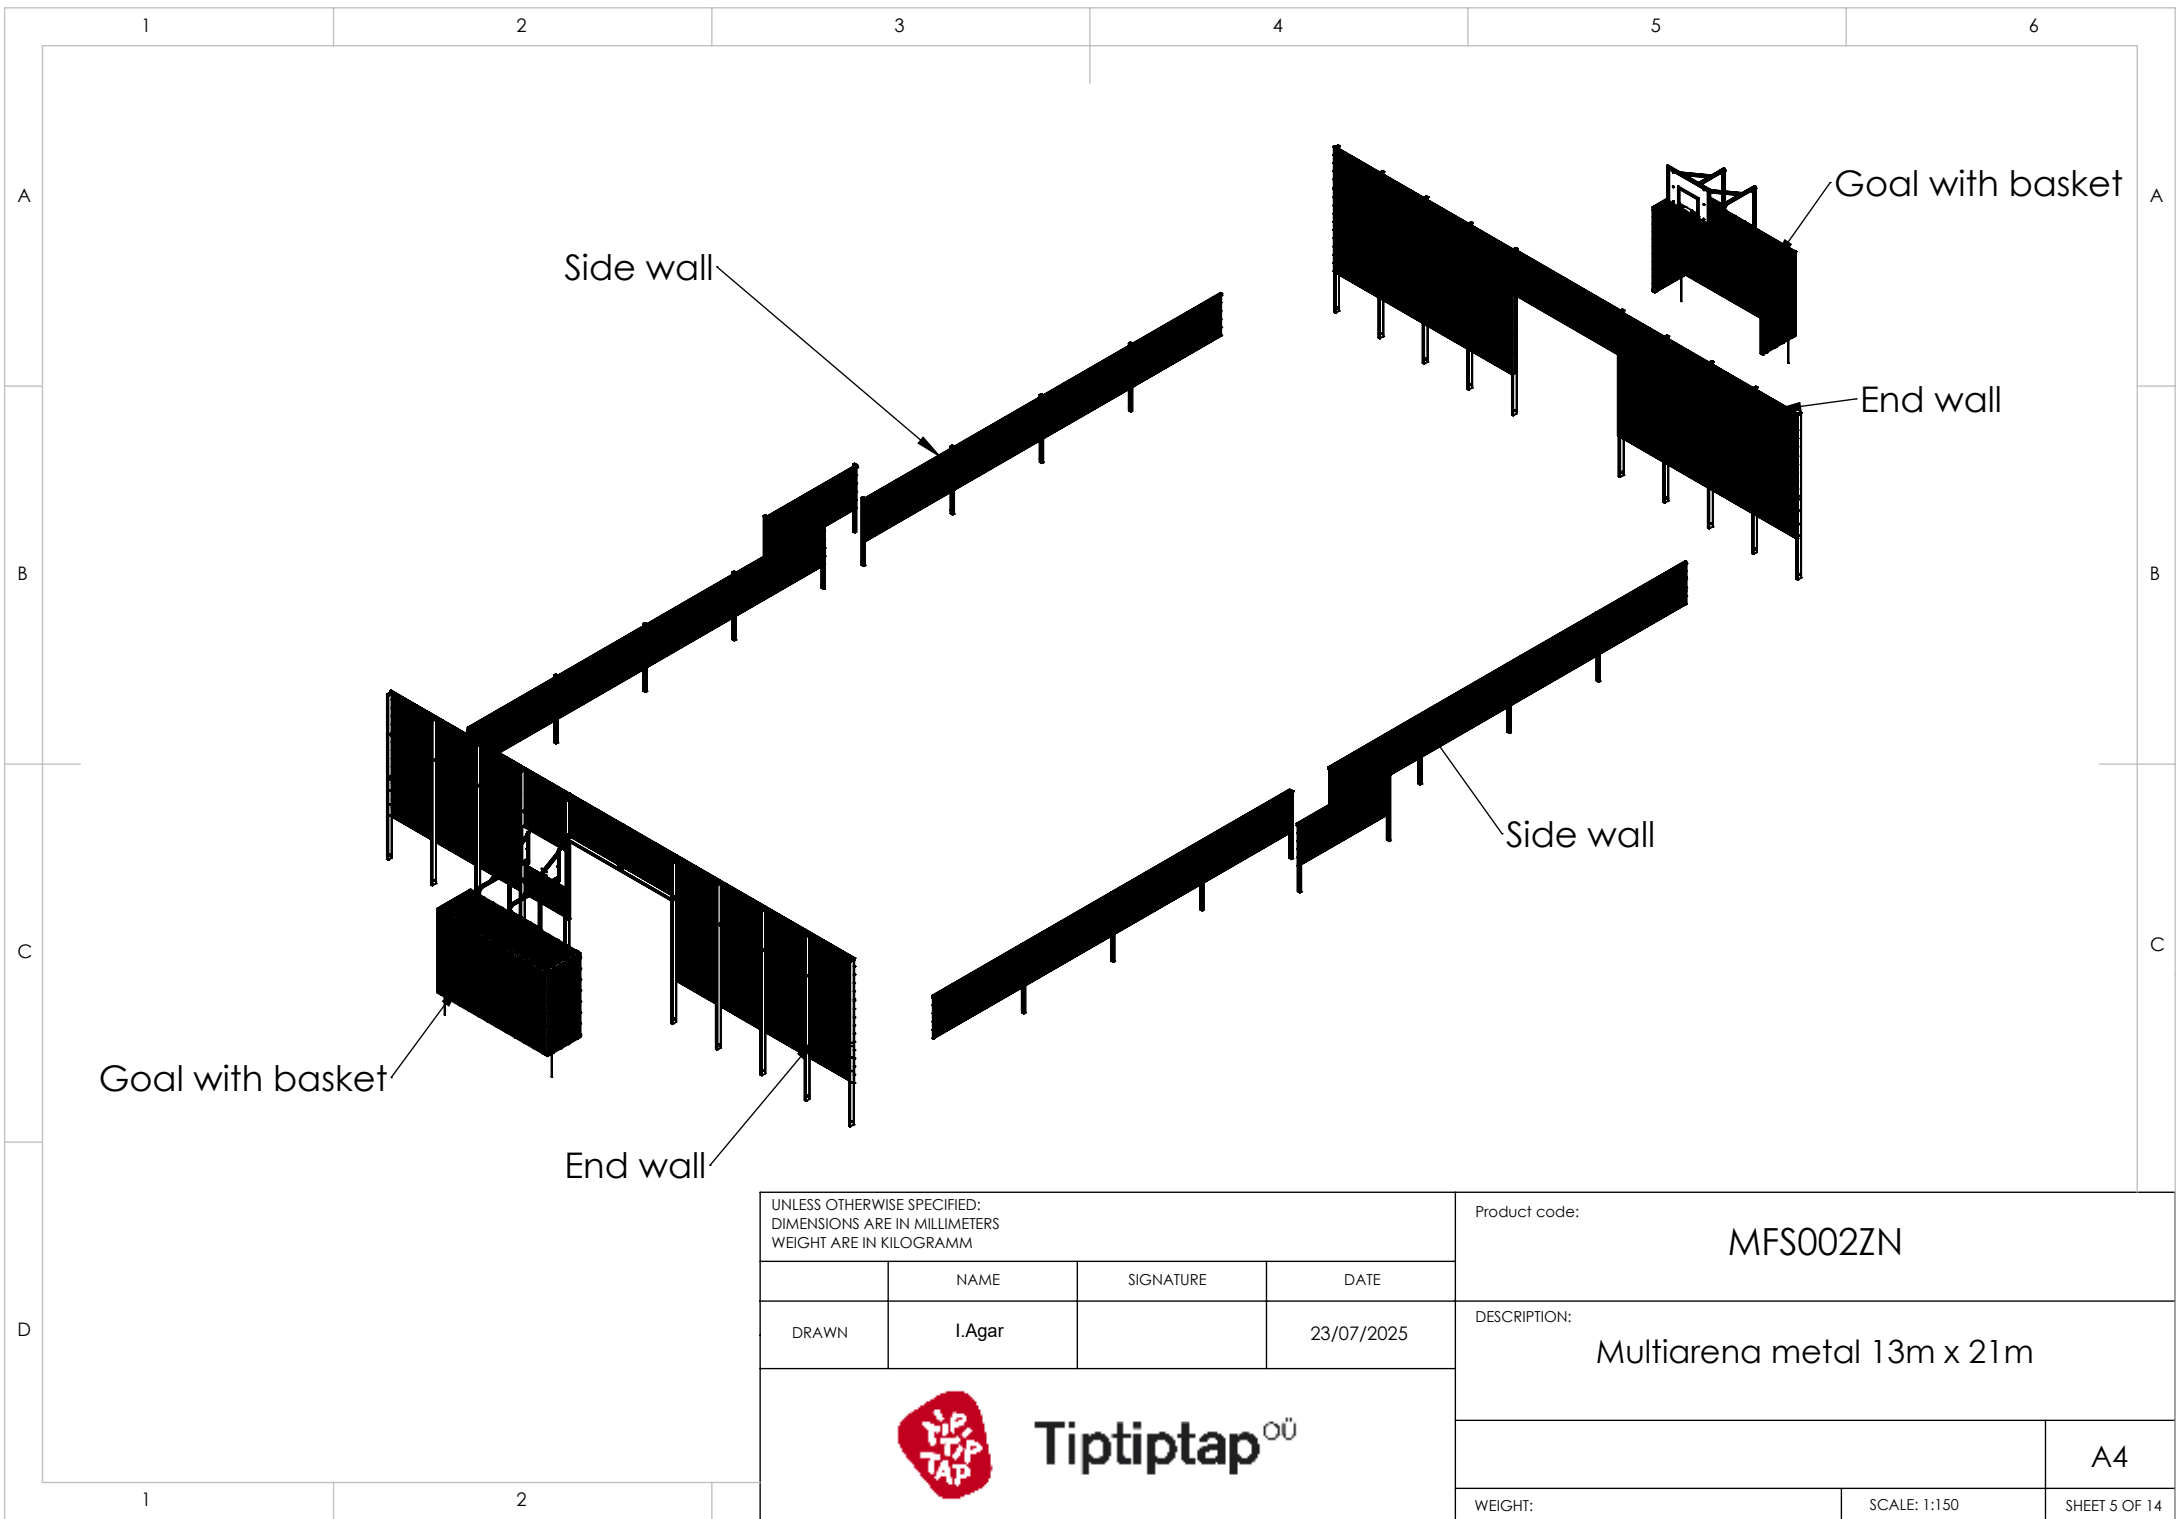 1 2 3 4 5 6
A
Goal with basket
A
Side wall
End wall
B
B
Side wall
C
C
Goal with basket
End wall
D
UNLESS OTHERWISE SPECIFIED:
DIMENSIONS ARE IN MILLIMETERS
WEIGHT ARE IN KILOGRAMM
NAME SIGNATURE DATE
DRAWN I.Agar 23/07/2025
Product code:
MFS002ZN
DESCRIPTION:
Multiarena metal 13m x 21m
TIP
TIP
TAP
Tiptiptap OÜ
A4
WEIGHT: SCALE: 1:150 SHEET 5 OF 14
1 2